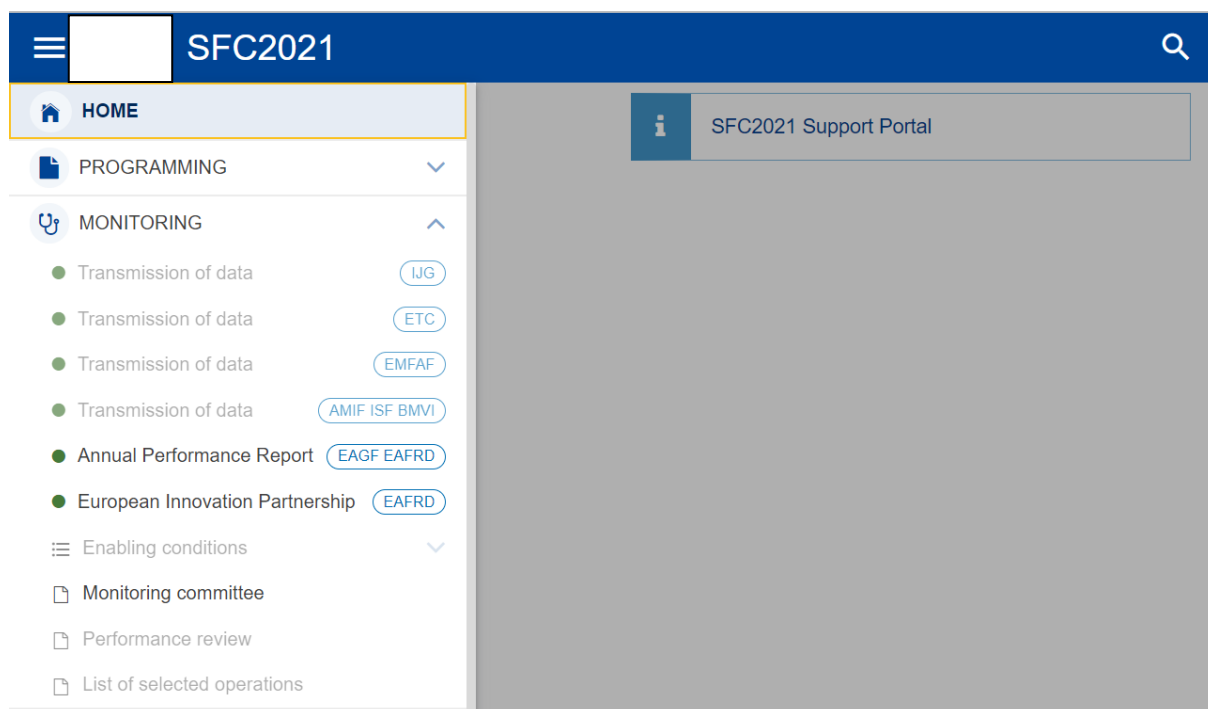 SFC2021
HOME
SFC2021 Support Portal
PROGRAMMING
MONITORING
Transmission of data IJG
Transmission of data ETC
Transmission of data EMFAF
Transmission of data AMIF ISF BMVI
Annual Performance Report EAGF EAFRD
European Innovation Partnership EAFRD
Enabling conditions
Monitoring committee
Performance review
List of selected operations